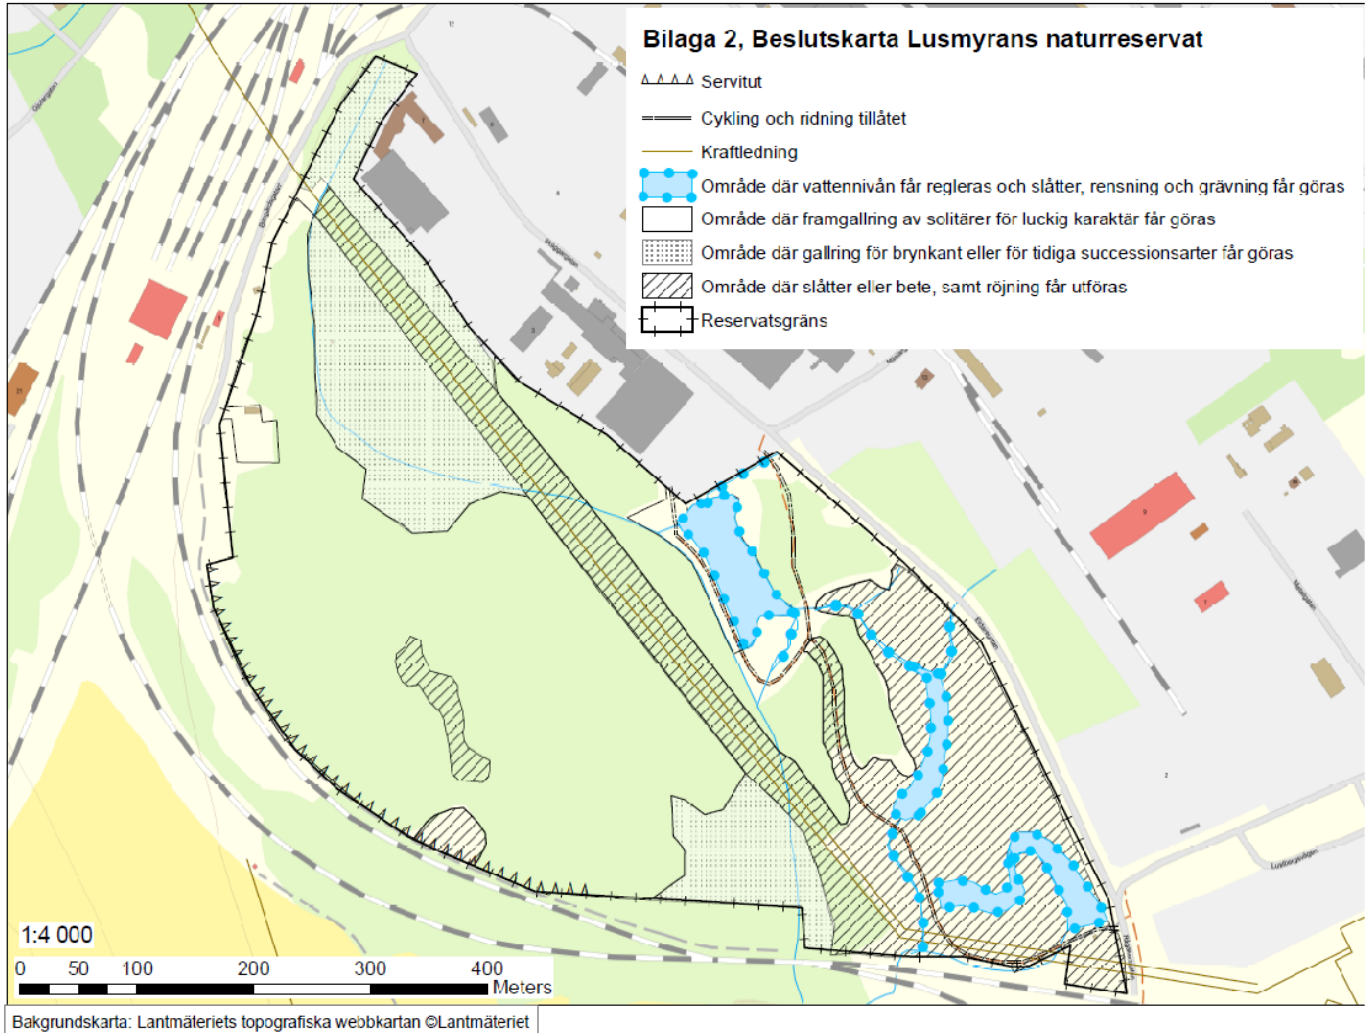 Bilaga 2, Beslutskarta Lusmyrans naturreservat
Servitut
Cykling och ridning tillåtet
Kraftledning
Område där vattennivån får regleras och slåtter, rensning och grävning får göras
Område där framgallring av solitärer för luckig karaktär får göras
Område där gallring för brynkant eller för tidiga successionsarter får göras
Område där slåtter eller bete, samt röjning får utföras
Reservatsgräns
1:4 000
0 50 100 200 300 400
Meters
Bakgrundskarta: Lantmäteriets topografiska webbkartan ©Lantmäteriet